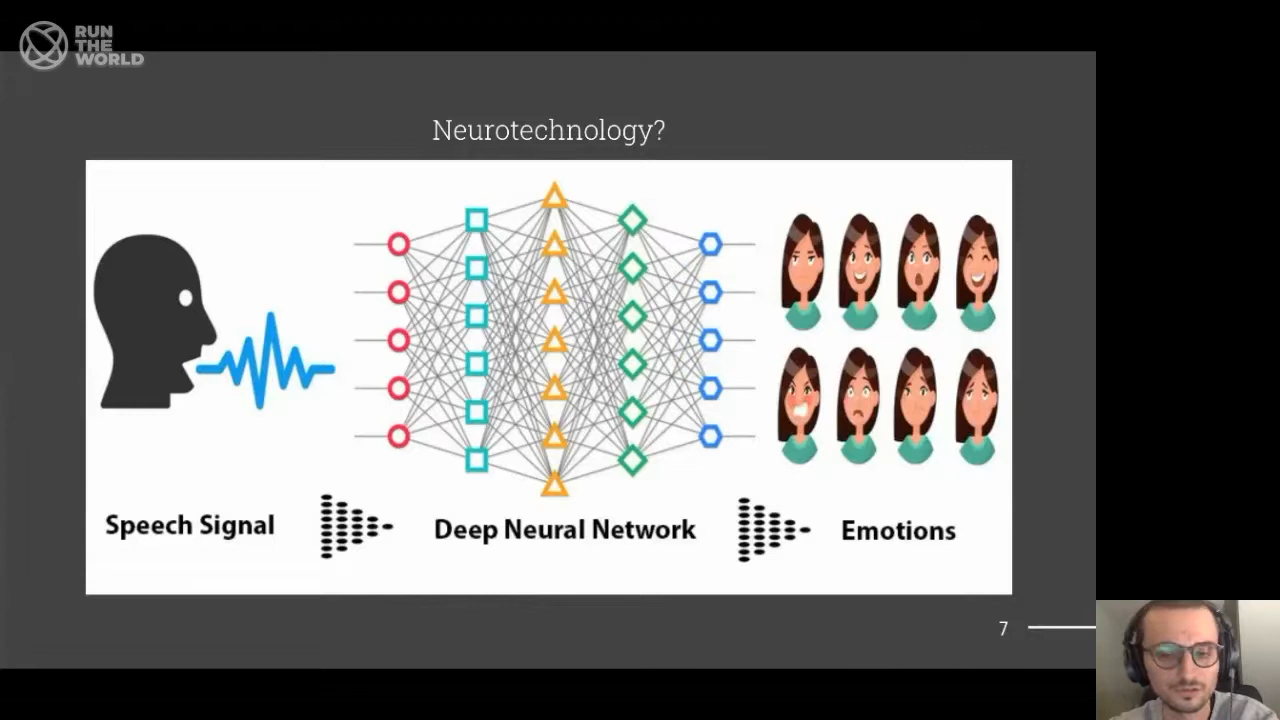 RUN
THE
WORLD
Neurotechnology?
Speech Signal
Deep Neural Network
Emotions
7